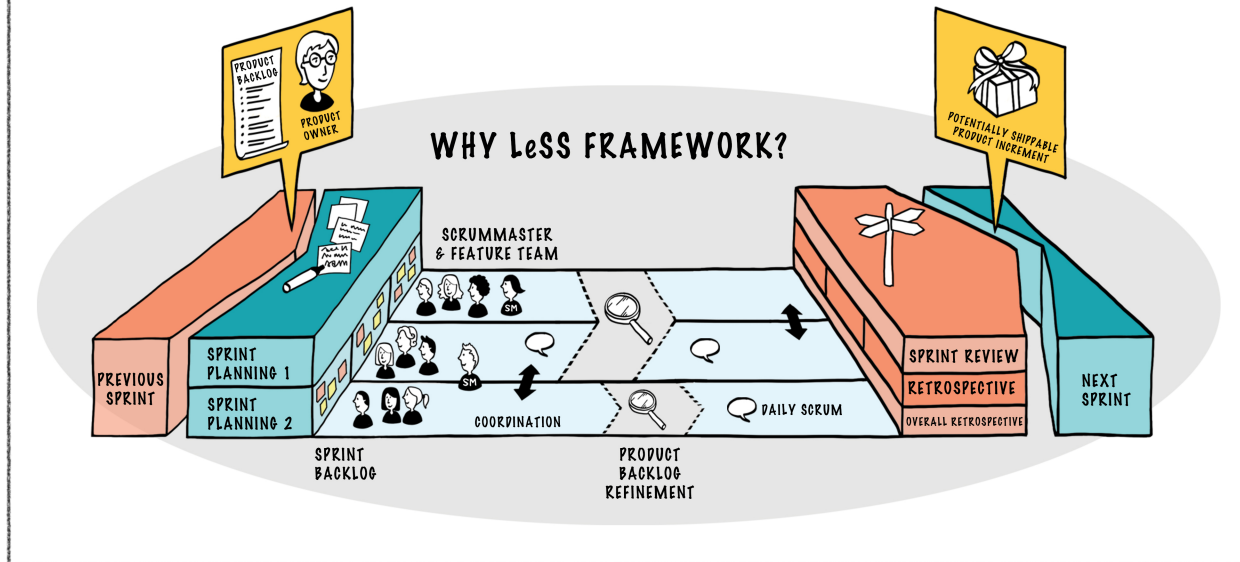 PRODUCT
BACKLOG
PRODUCT
OWNER
WHY LeSS FRAMEWORK?
POTENTIALLY SHIPPABLE
PRODUCT INCREMENT
SCRUMMASTER
& FEATURE TEAM
SM
SM
PREVIOUS
SPRINT
SPRINT
PLANNING 1
SPRINT
PLANNING 2
COORDINATION
DAILY SCRUM
SPRINT REVIEW
RETROSPECTIVE
OVERALL RETROSPECTIVE
NEXT
SPRINT
SPRINT
BACKLOG
PRODUCT
BACKLOG
REFINEMENT